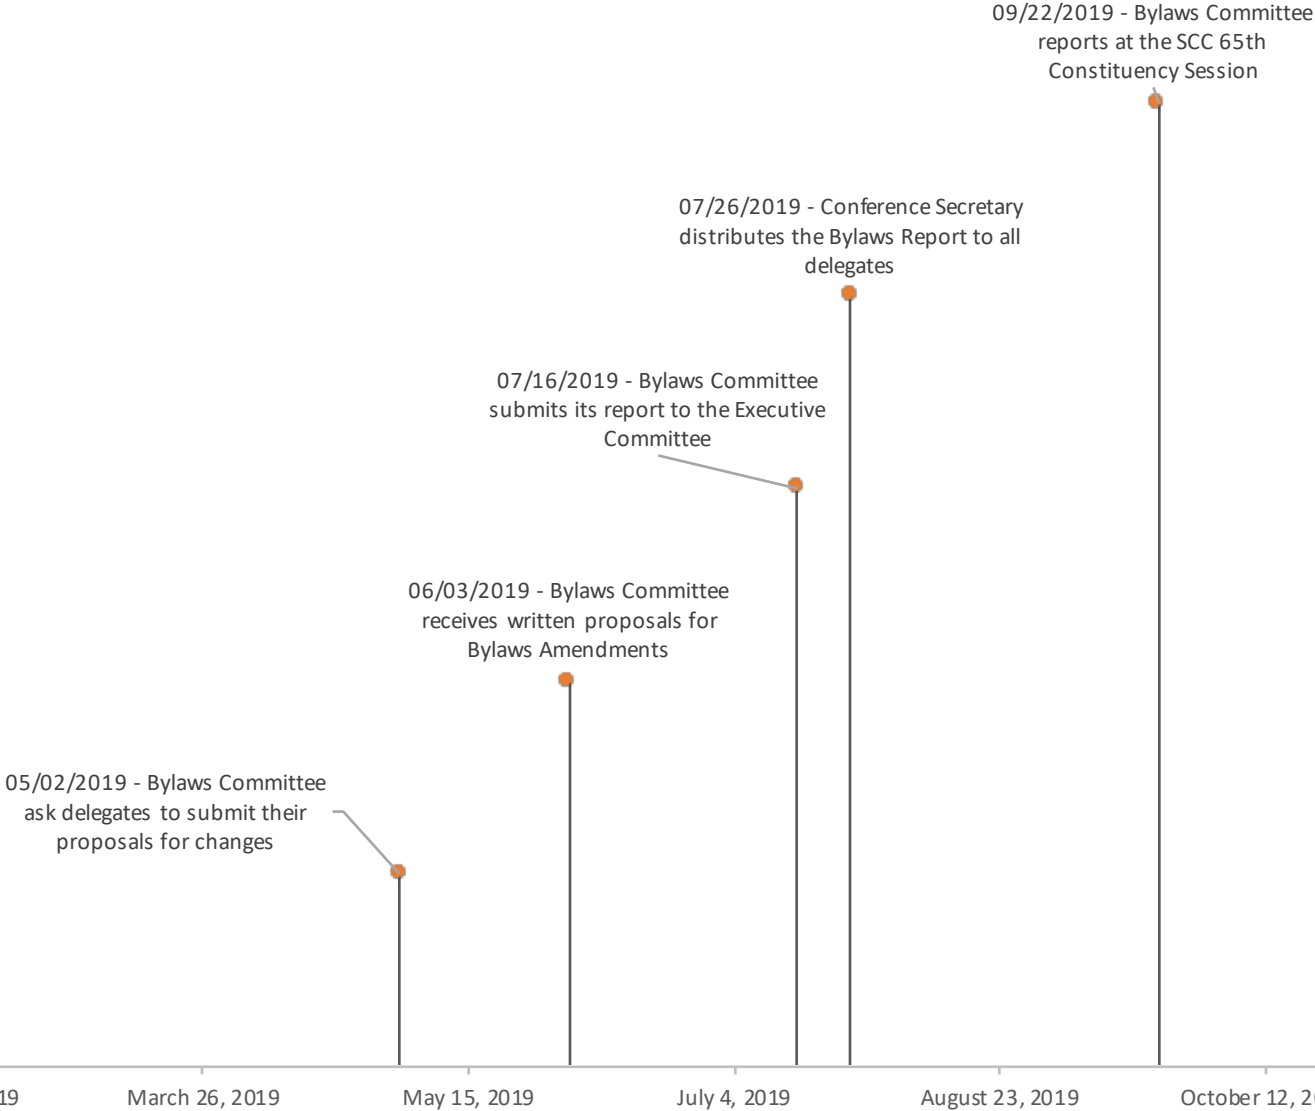 09/22/2019 - Bylaws Committee
reports at the SCC 65th
Constituency Session
07/26/2019 - Conference Secretary
distributes the Bylaws Report to all
delegates
07/16/2019 - Bylaws Committee
submits its report to the Executive
Committee
06/03/2019 - Bylaws Committee
receives written proposals for
Bylaws Amendments
05/02/2019 - Bylaws Committee
ask delegates to submit their
proposals for changes
19 March 26, 2019 May 15, 2019 July 4, 2019 August 23, 2019 October 12,